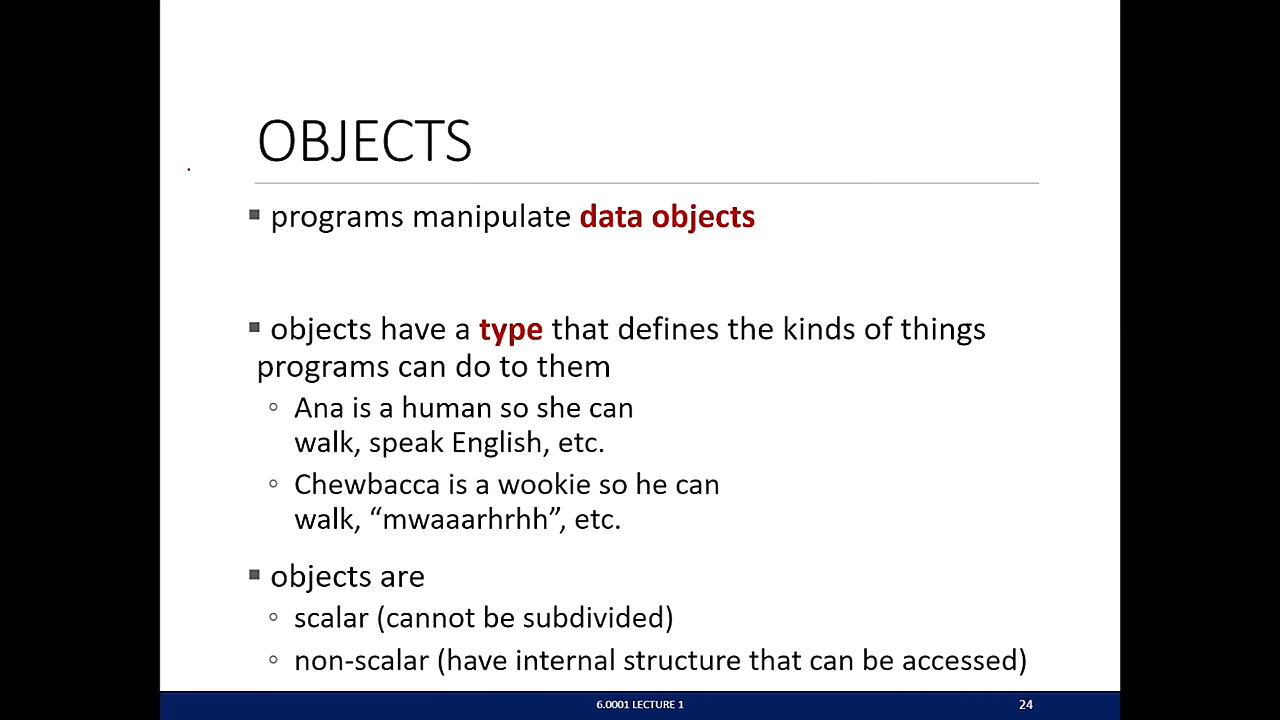 OBJECTS
▪ programs manipulate data objects
▪ objects have a type that defines the kinds of things
programs can do to them
◦ Ana is a human so she can
walk, speak English, etc.
◦ Chewbacca is a wookie so he can
walk, “mwaaarhrhh”, etc.
▪ objects are
◦ scalar (cannot be subdivided)
◦ non-scalar (have internal structure that can be accessed)
6.0001 LECTURE 1
24